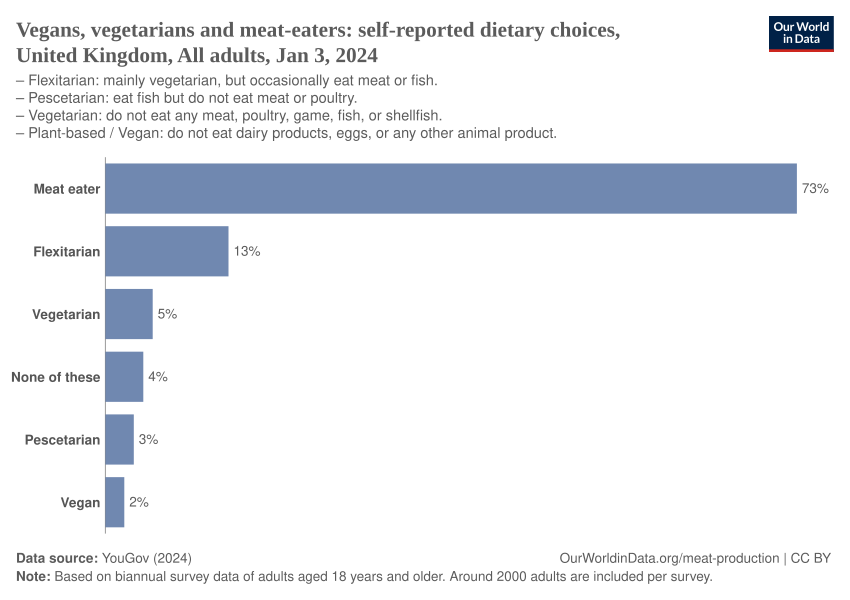 Vegans, vegetarians and meat-eaters: self-reported dietary choices,
United Kingdom, All adults, Jan 3, 2024
Our World
in Data
– Flexitarian: mainly vegetarian, but occasionally eat meat or fish.
– Pescetarian: eat fish but do not eat meat or poultry.
– Vegetarian: do not eat any meat, poultry, game, fish, or shellfish.
– Plant-based / Vegan: do not eat dairy products, eggs, or any other animal product.
Meat eater 73%
Flexitarian 13%
Vegetarian 5%
None of these 4%
Pescetarian 3%
Vegan 2%
Data source: YouGov (2024) OurWorldinData.org/meat-production | CC BY
Note: Based on biannual survey data of adults aged 18 years and older. Around 2000 adults are included per survey.